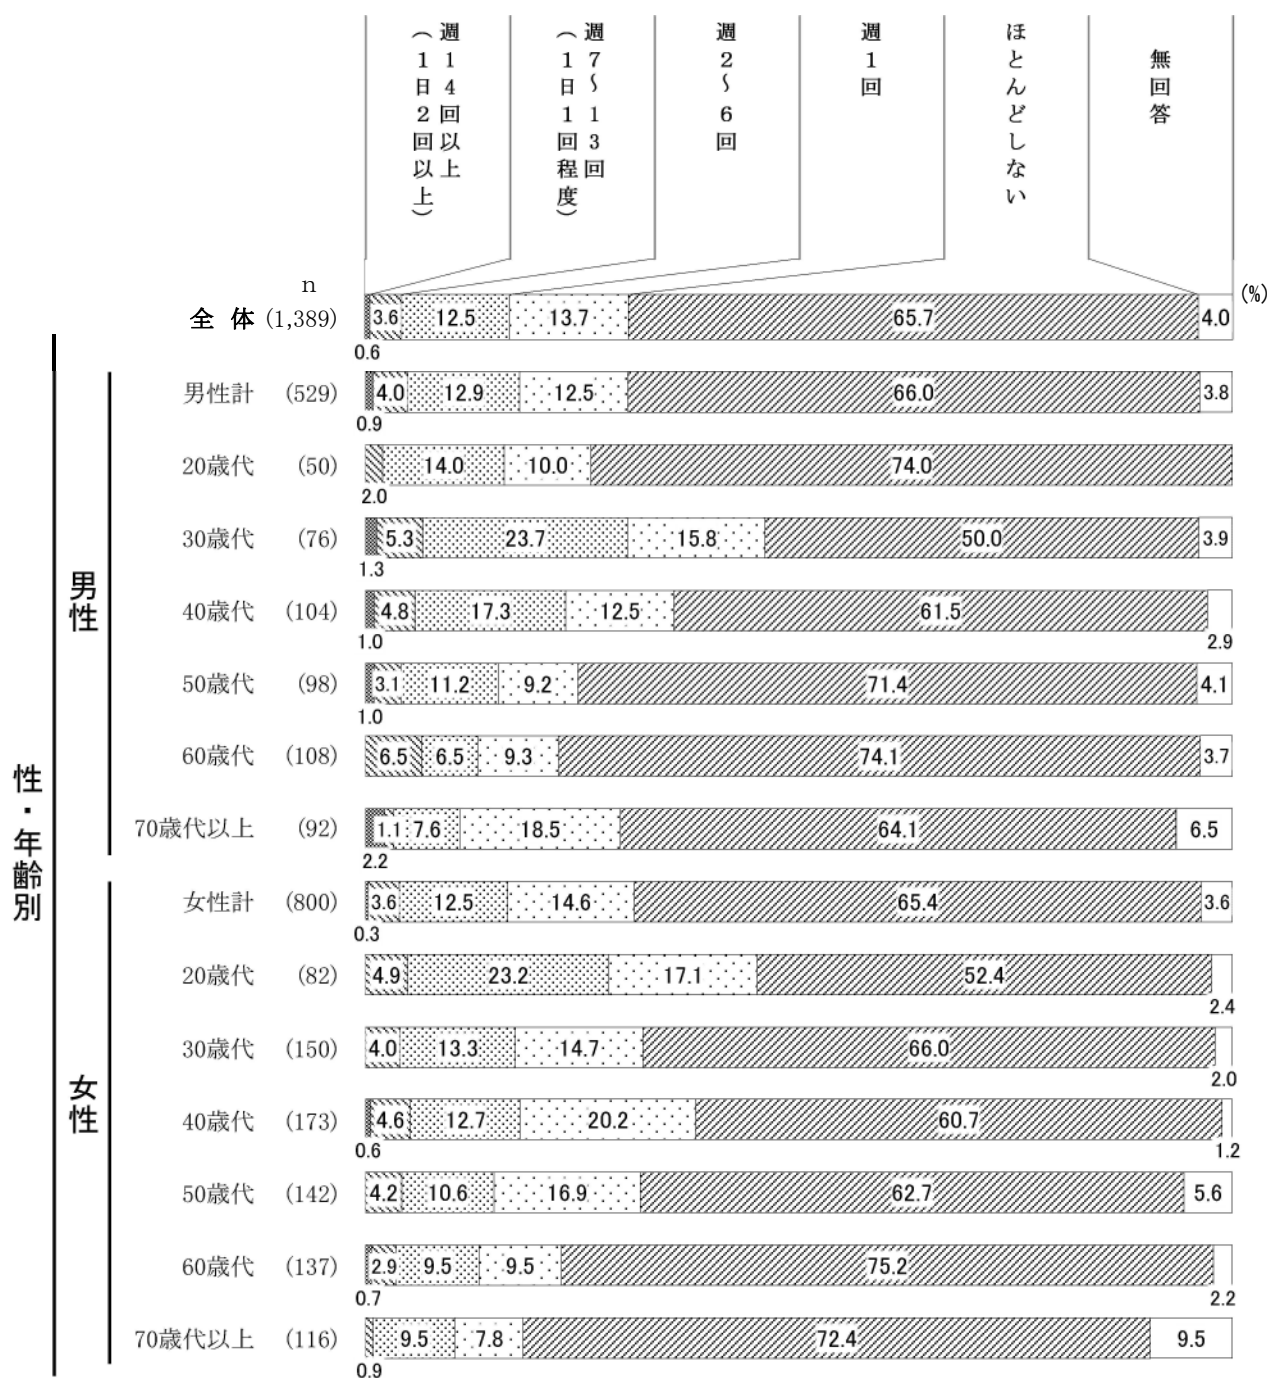 週14回以上
(1日2回以上)
週7~13回
(1日1回程度)
週2~6回
週1回
ほとんどしない
無回答
(%)
n
全体 (1,389) 3.6 12.5 13.7 65.7 4.0
0.6
性・年齢別
男性
男性計 (529) 4.0 12.9 12.5 66.0 3.8
0.9
20歳代 (50) 14.0 10.0 74.0
2.0
30歳代 (76) 5.3 23.7 15.8 50.0 3.9
1.3
40歳代 (104) 4.8 17.3 12.5 61.5
1.0 2.9
50歳代 (98) 3.1 11.2 9.2 71.4 4.1
1.0
60歳代 (108) 6.5 6.5 9.3 74.1 3.7
70歳代以上 (92) 1.1 7.6 18.5 64.1 6.5
2.2
女性
女性計 (800) 3.6 12.5 14.6 65.4 3.6
0.3
20歳代 (82) 4.9 23.2 17.1 52.4
2.4
30歳代 (150) 4.0 13.3 14.7 66.0
2.0
40歳代 (173) 4.6 12.7 20.2 60.7
0.6 1.2
50歳代 (142) 4.2 10.6 16.9 62.7 5.6
60歳代 (137) 2.9 9.5 9.5 75.2
0.7 2.2
70歳代以上 (116) 9.5 7.8 72.4 9.5
0.9